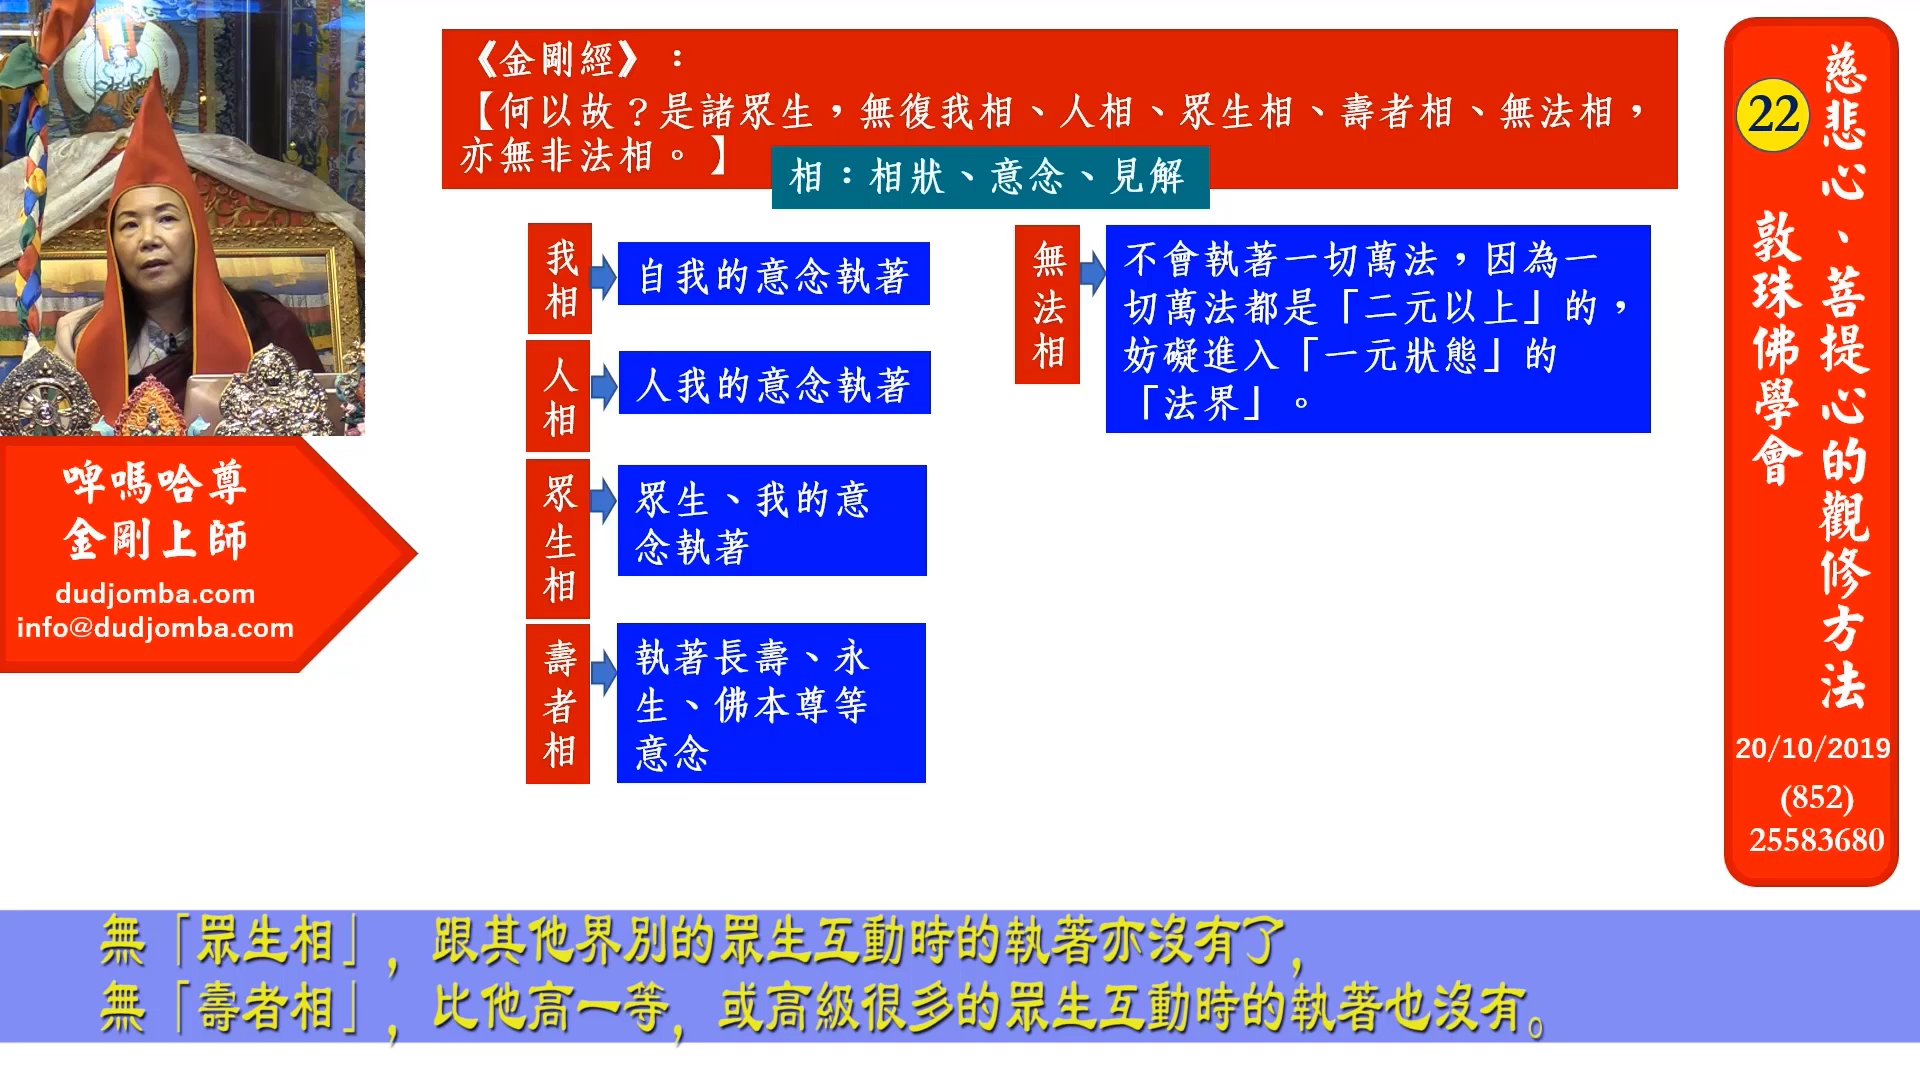 《金剛經》：
【何以故？是諸眾生，無復我相、人相、眾生相、壽者相、無法相，
亦無非法相。】
相：相狀、意念、見解
我相
自我的意念執著
人相
人我的意念執著
眾生相
眾生、我的意
念執著
壽者相
執著長壽、永
生、佛本尊等
意念
無法相
不會執著一切萬法，因為一
切萬法都是「二元以上」的，
妨礙進入「一元狀態」的
「法界」。
啤嗎哈尊
金剛上師
dudjomba.com
info@dudjomba.com
慈悲心、菩提心的觀修方法
22
敦珠佛學會
20/10/2019
(852)
25583680
無「眾生相」，跟其他界別的眾生互動時的執著亦沒有了，
無「壽者相」，比他高一等，或高級很多的眾生互動時的執著也沒有。